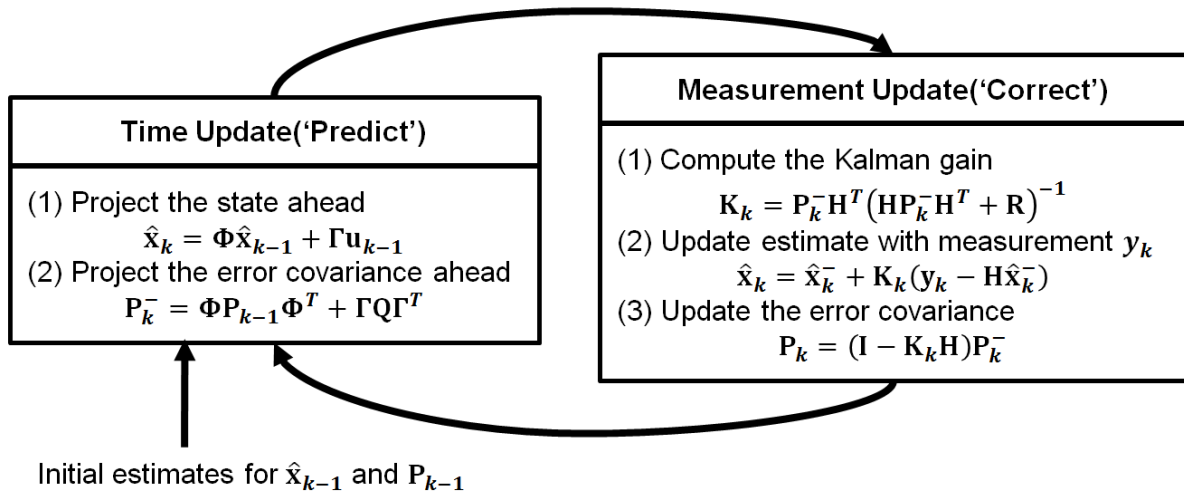 Time Update(‘Predict’)
(1) Project the state ahead
x̂ₖ = Φx̂ₖ₋₁ + Γuₖ₋₁
(2) Project the error covariance ahead
Pₖ⁻ = ΦPₖ₋₁Φᵀ + ΓQΓᵀ
Measurement Update(‘Correct’)
(1) Compute the Kalman gain
Kₖ = Pₖ⁻Hᵀ(HPₖ⁻Hᵀ + R)⁻¹
(2) Update estimate with measurement yₖ
x̂ₖ = x̂ₖ⁻ + Kₖ(yₖ − Hx̂ₖ⁻)
(3) Update the error covariance
Pₖ = (I − KₖH)Pₖ⁻
Initial estimates for x̂ₖ₋₁ and Pₖ₋₁